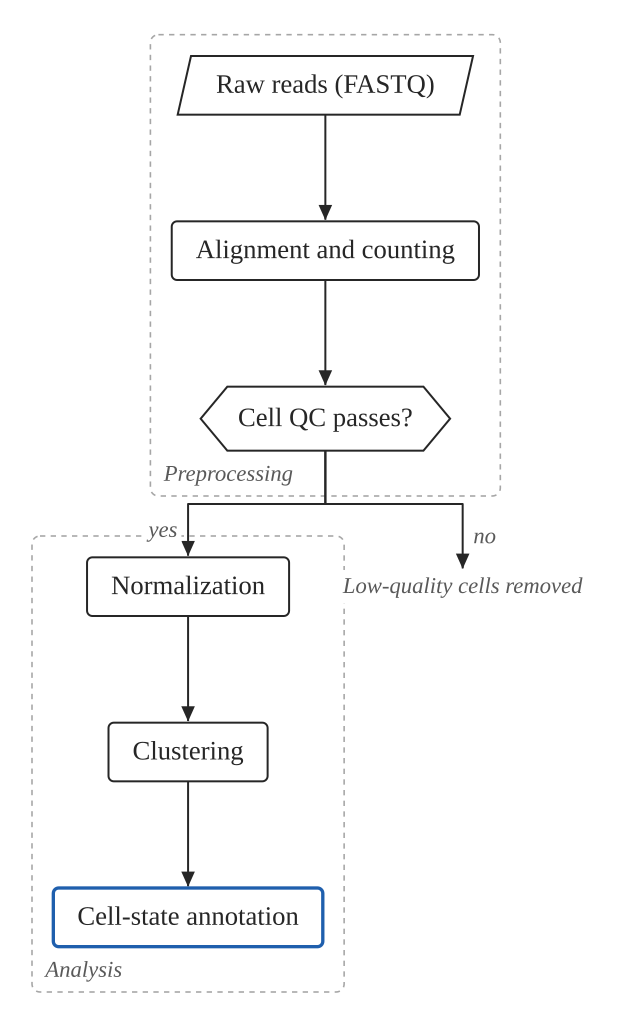 Raw reads (FASTQ)
Alignment and counting
Cell QC passes?
Preprocessing
yes
no
Normalization
Low-quality cells removed
Clustering
Cell-state annotation
Analysis